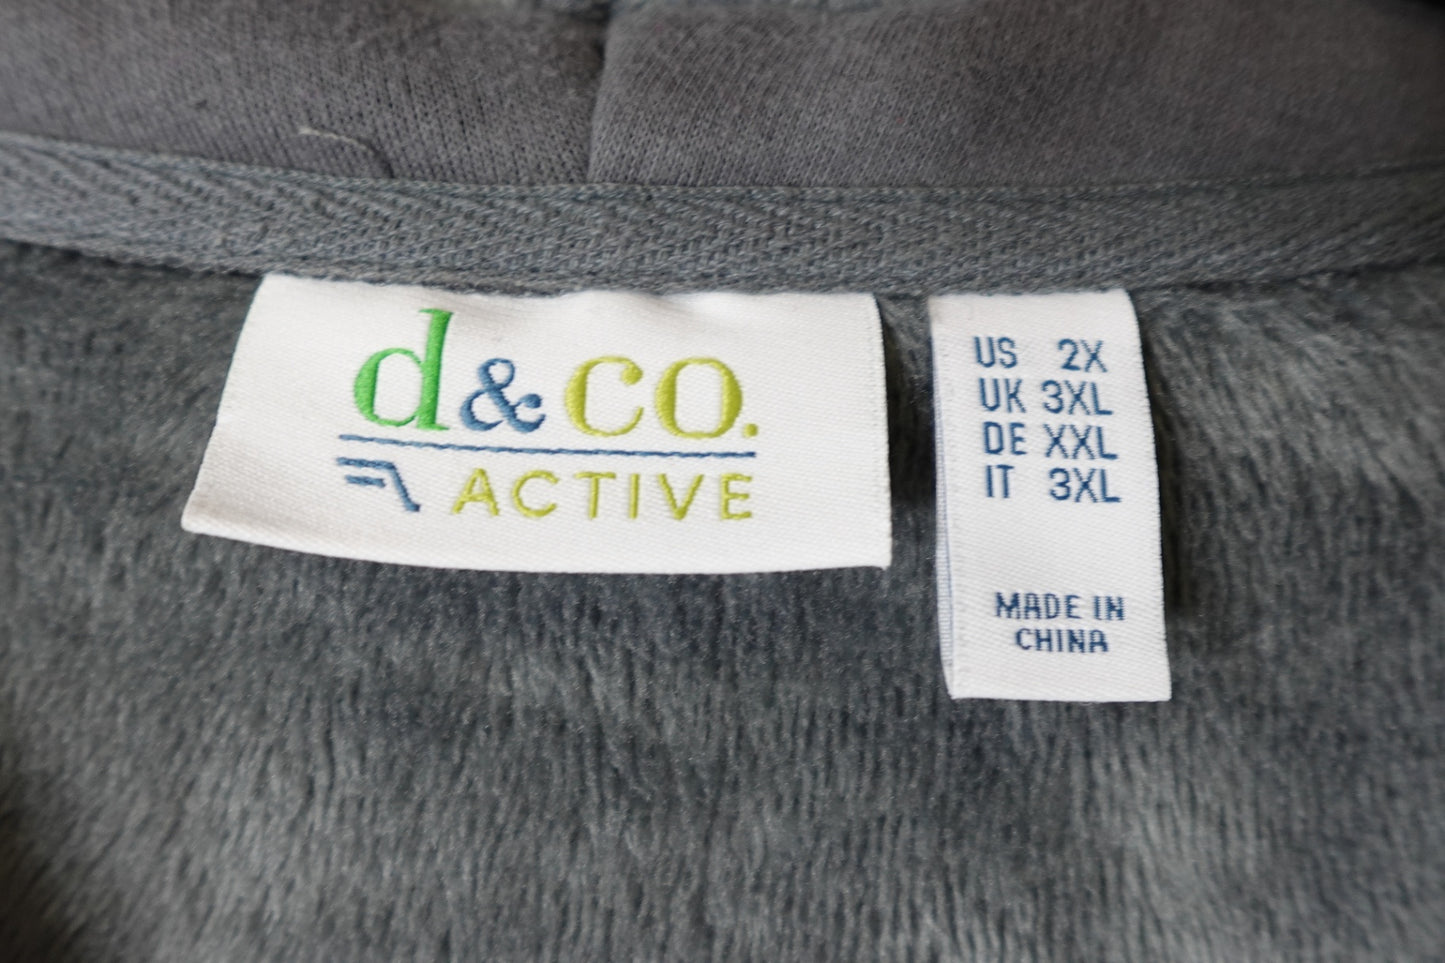 d&co.
ACTIVE
US 2X
UK 3XL
DE XXL
IT 3XL
MADE IN
CHINA